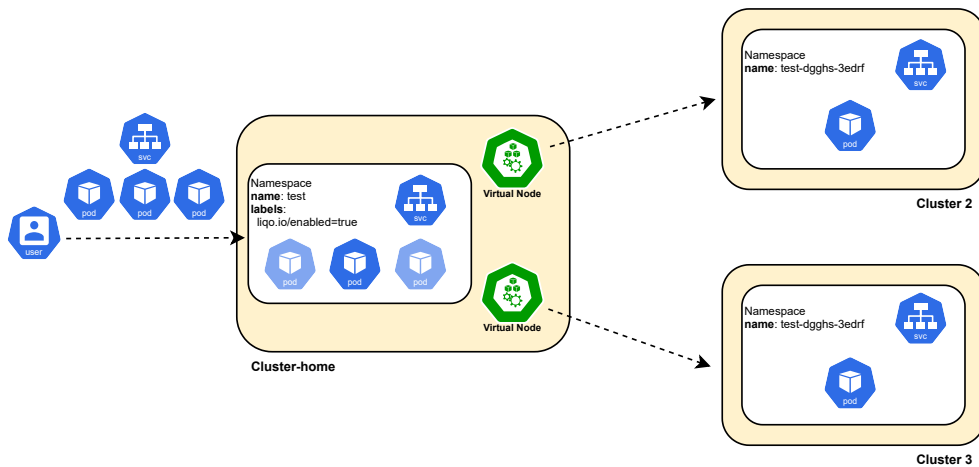 svc
pod
pod
pod
user
Namespace
name: test
labels:
liqo.io/enabled=true
svc
pod
pod
pod
Virtual Node
Virtual Node
Cluster-home
Namespace
name: test-dgghs-3edrf
svc
pod
Cluster 2
Namespace
name: test-dgghs-3edrf
svc
pod
Cluster 3